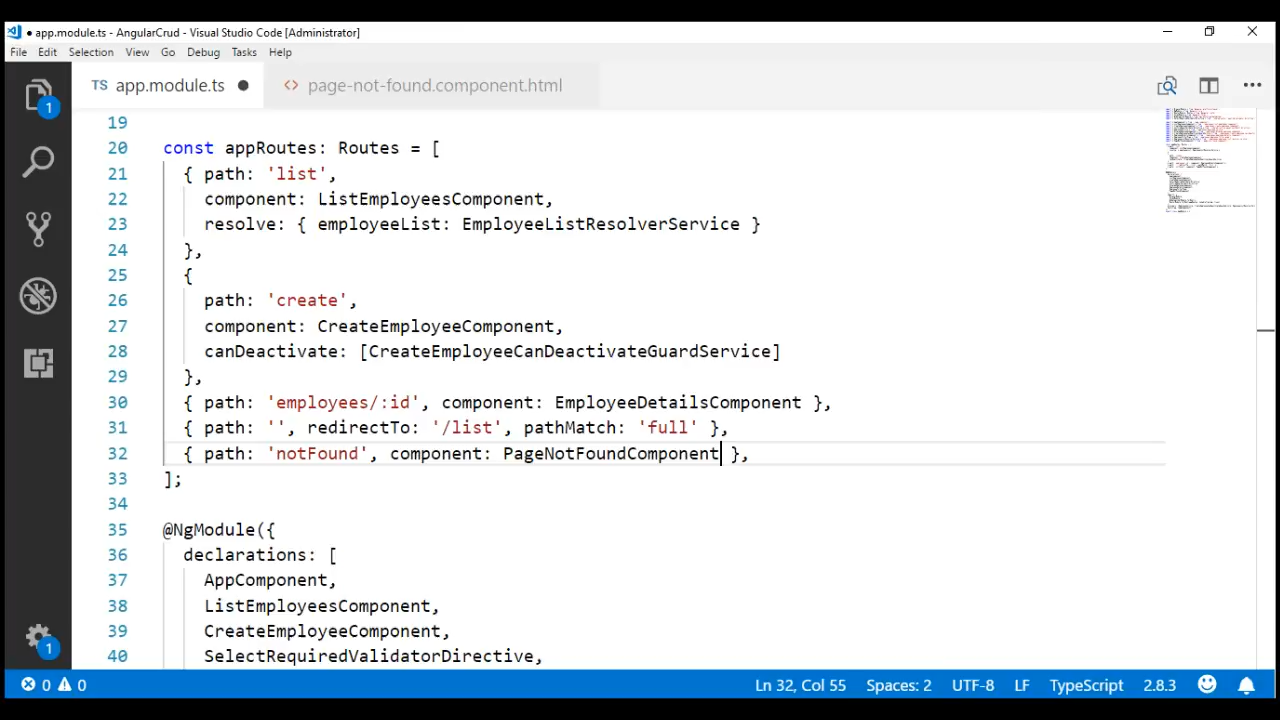 app.module.ts - AngularCrud - Visual Studio Code [Administrator]
File Edit Selection View Go Debug Tasks Help
TS app.module.ts ● <> page-not-found.component.html
19
20 const appRoutes: Routes = [
21 { path: 'list',
22 component: ListEmployeesComponent,
23 resolve: { employeeList: EmployeeListResolverService }
24 },
25 {
26 path: 'create',
27 component: CreateEmployeeComponent,
28 canDeactivate: [CreateEmployeeCanDeactivateGuardService]
29 },
30 { path: 'employees/:id', component: EmployeeDetailsComponent },
31 { path: '', redirectTo: '/list', pathMatch: 'full' },
32 { path: 'notFound', component: PageNotFoundComponent },
33 ];
34
35 @NgModule({
36 declarations: [
37 AppComponent,
38 ListEmployeesComponent,
39 CreateEmployeeComponent,
40 SelectRequiredValidatorDirective,
1
1
0 0 Ln 32, Col 55 Spaces: 2 UTF-8 LF TypeScript 2.8.3